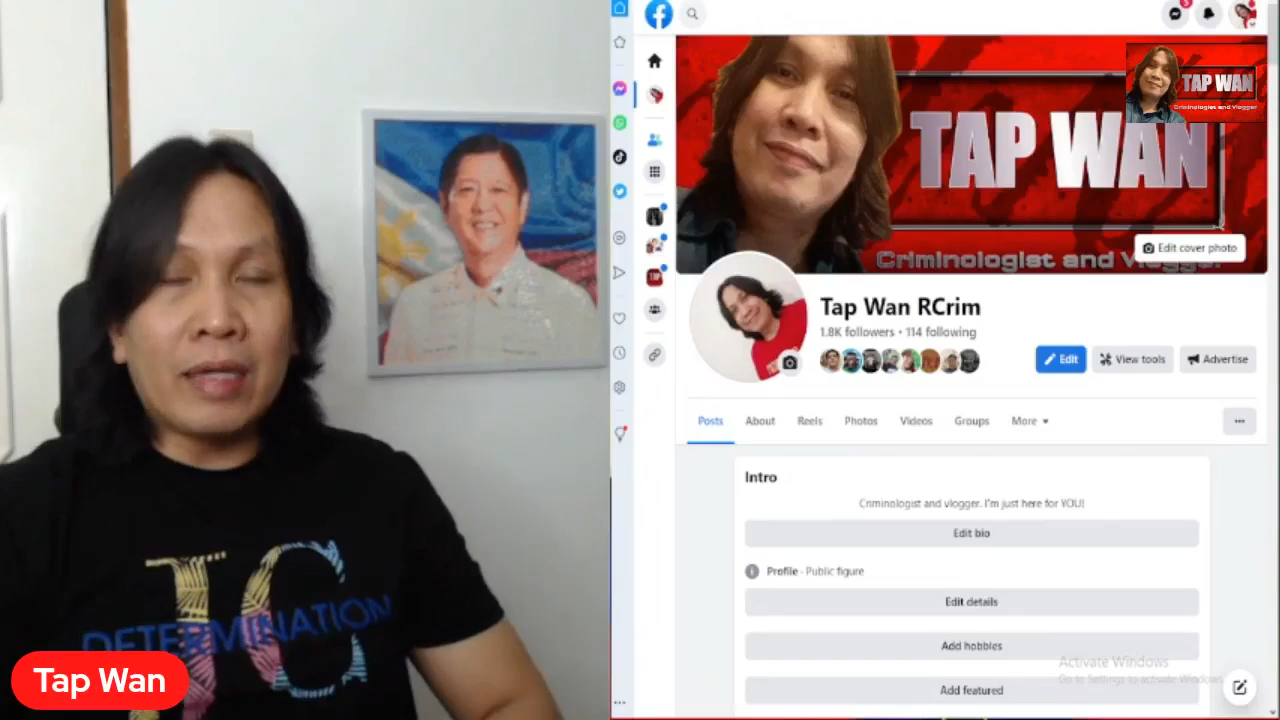 JC
DETERMINATION
Tap Wan
TAP WAN
Criminologist and Vlogger
TAP WAN
Criminologist and Vlogger
Edit cover photo
Tap Wan RCrim
1.8K followers • 114 following
Edit
View tools
Advertise
Posts
About
Reels
Photos
Videos
Groups
More
Intro
Criminologist and vlogger. I'm just here for YOU!
Edit bio
Profile · Public figure
Edit details
Add hobbies
Add featured
Activate Windows
Go to Settings to activate Windows.